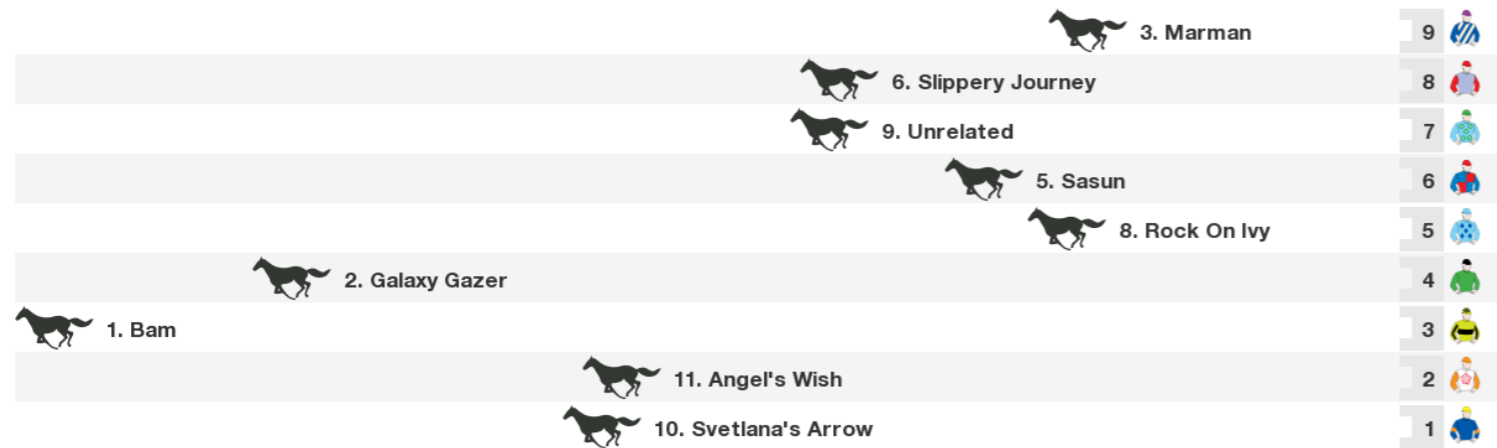 3. Marman 9
6. Slippery Journey 8
9. Unrelated 7
5. Sasun 6
8. Rock On Ivy 5
2. Galaxy Gazer 4
1. Bam 3
11. Angel's Wish 2
10. Svetlana's Arrow 1